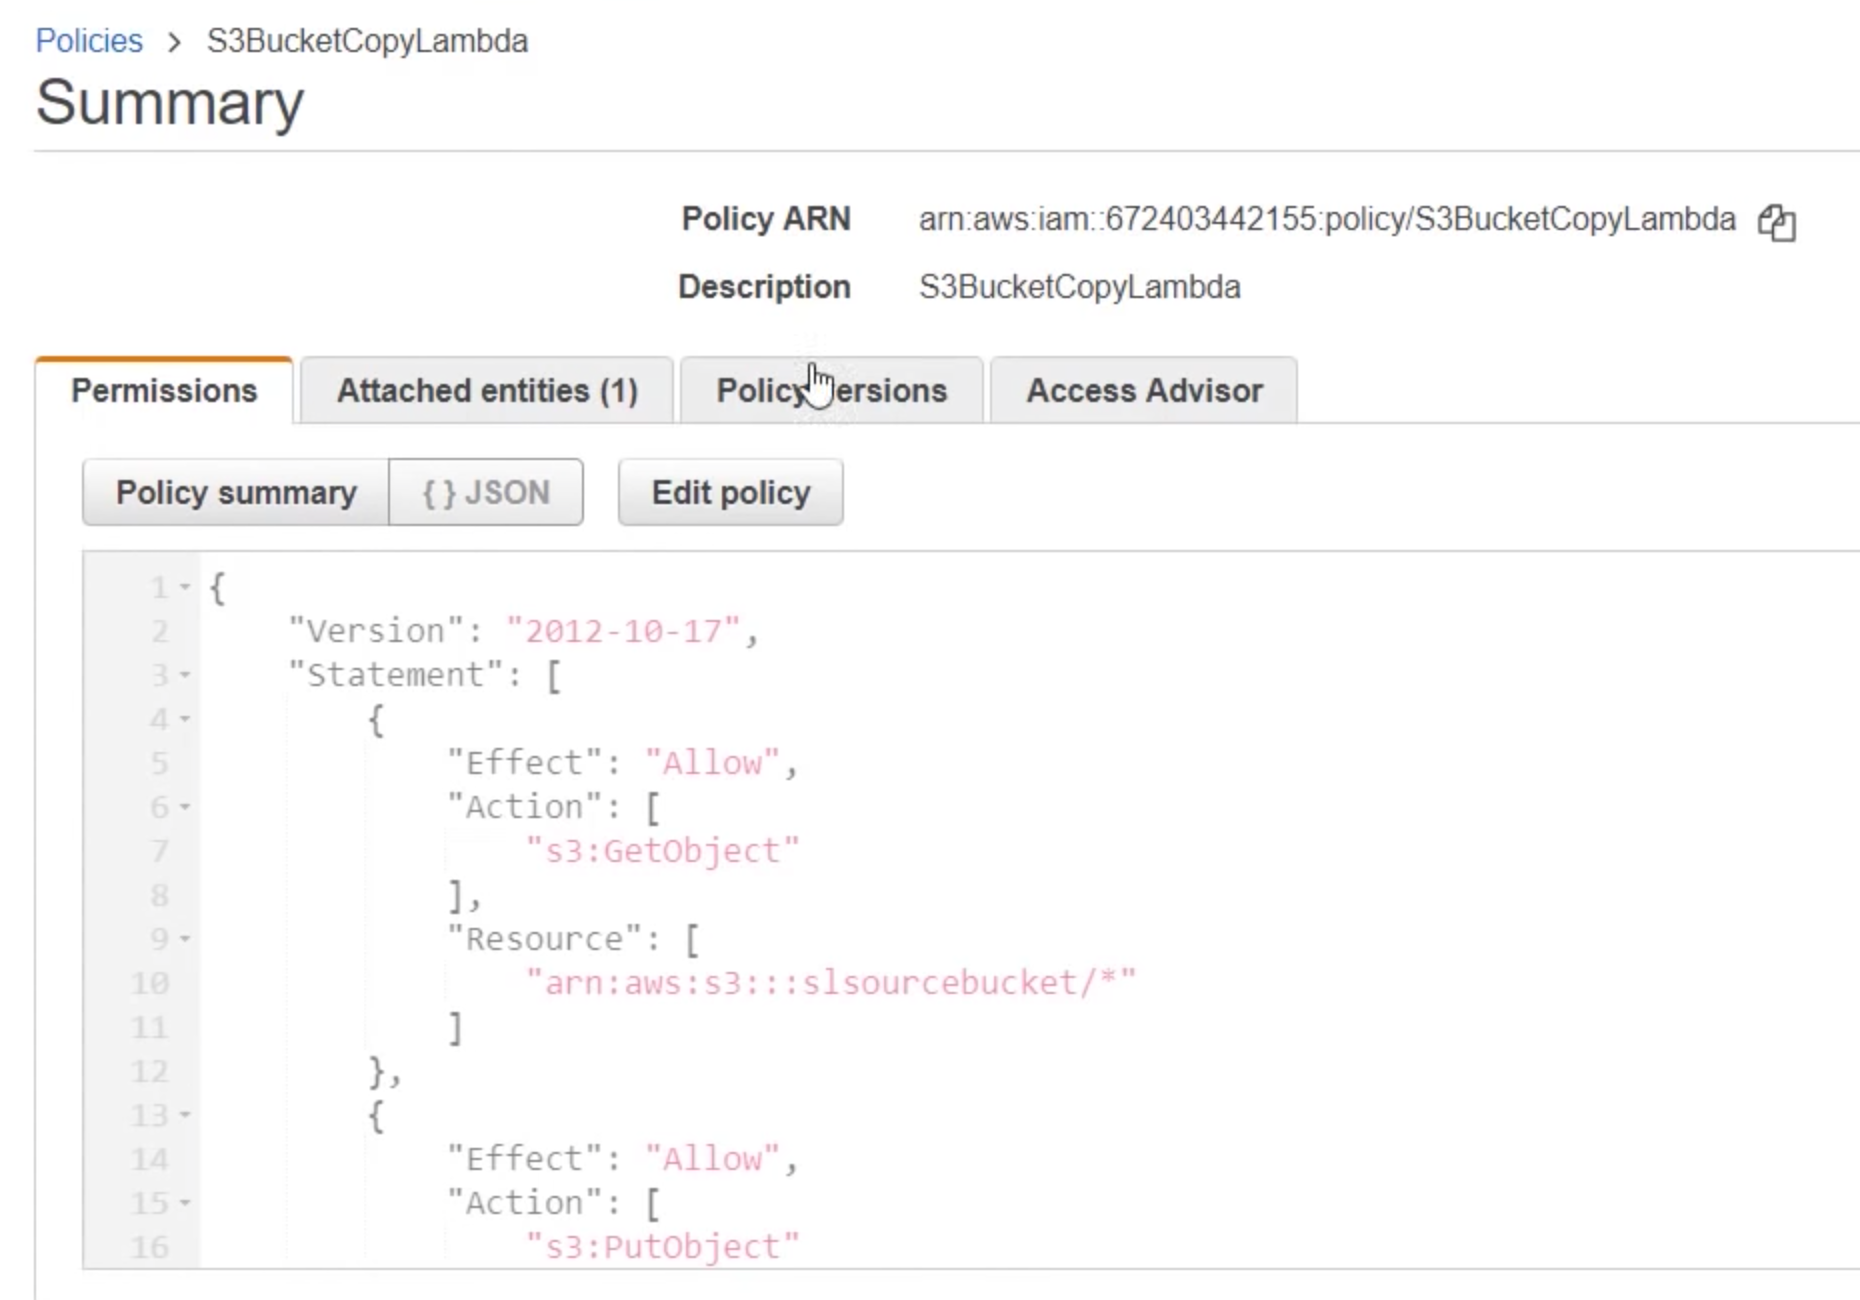 Policies > S3BucketCopyLambda
Summary
Policy ARN arn:aws:iam::672403442155:policy/S3BucketCopyLambda
Description S3BucketCopyLambda
Permissions Attached entities (1) Policy ersions Access Advisor
Policy summary { } JSON Edit policy
1 {
2 "Version": "2012-10-17",
3 "Statement": [
4 {
5 "Effect": "Allow",
6 "Action": [
7 "s3:GetObject"
8 ],
9 "Resource": [
10 "arn:aws:s3:::slsourcebucket/*"
11 ]
12 },
13 {
14 "Effect": "Allow",
15 "Action": [
16 "s3:PutObject"